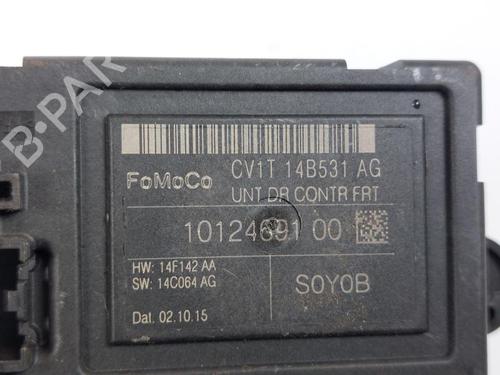 FoMoCo
CV1T 14B531 AG
UNT DR CONTR FRT
10124691 00
HW: 14F142 AA
SW: 14C064 AG
S0Y0B
Dat. 02.10.15
B-PARTS